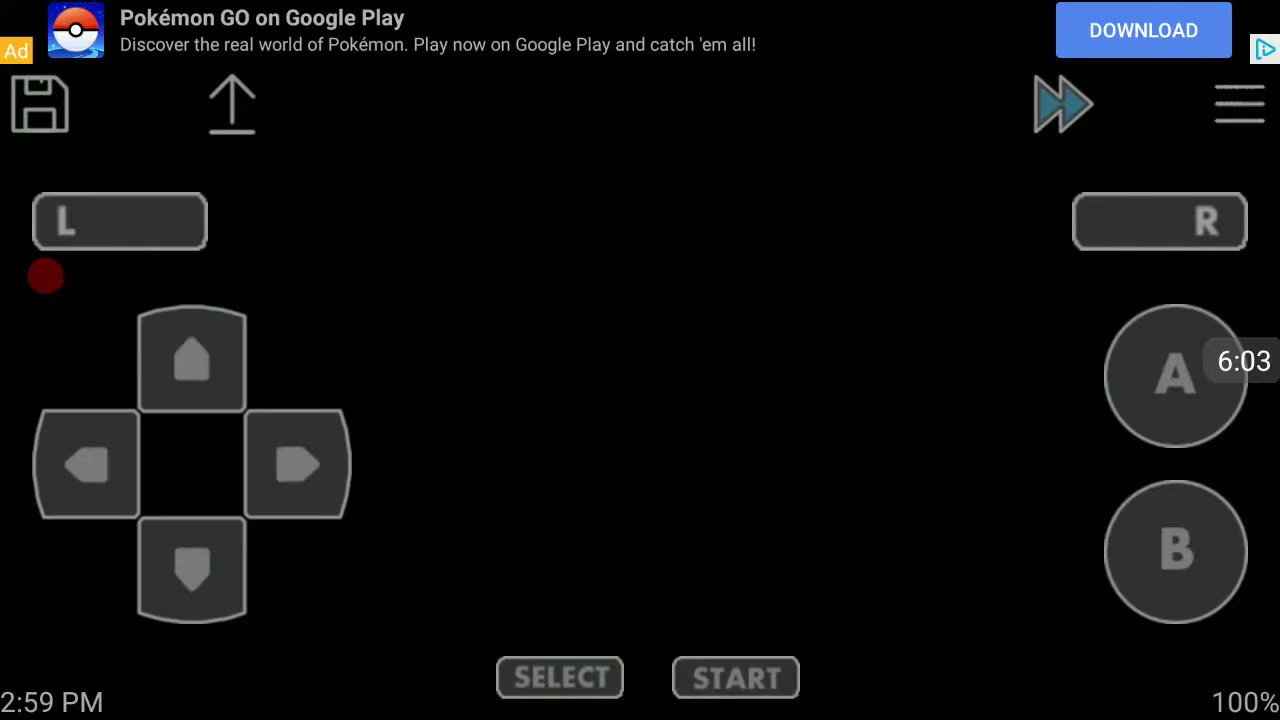 Pokémon GO on Google Play
Ad
Discover the real world of Pokémon. Play now on Google Play and catch 'em all!
DOWNLOAD
L
R
A
6:03
B
SELECT
START
2:59 PM
100%